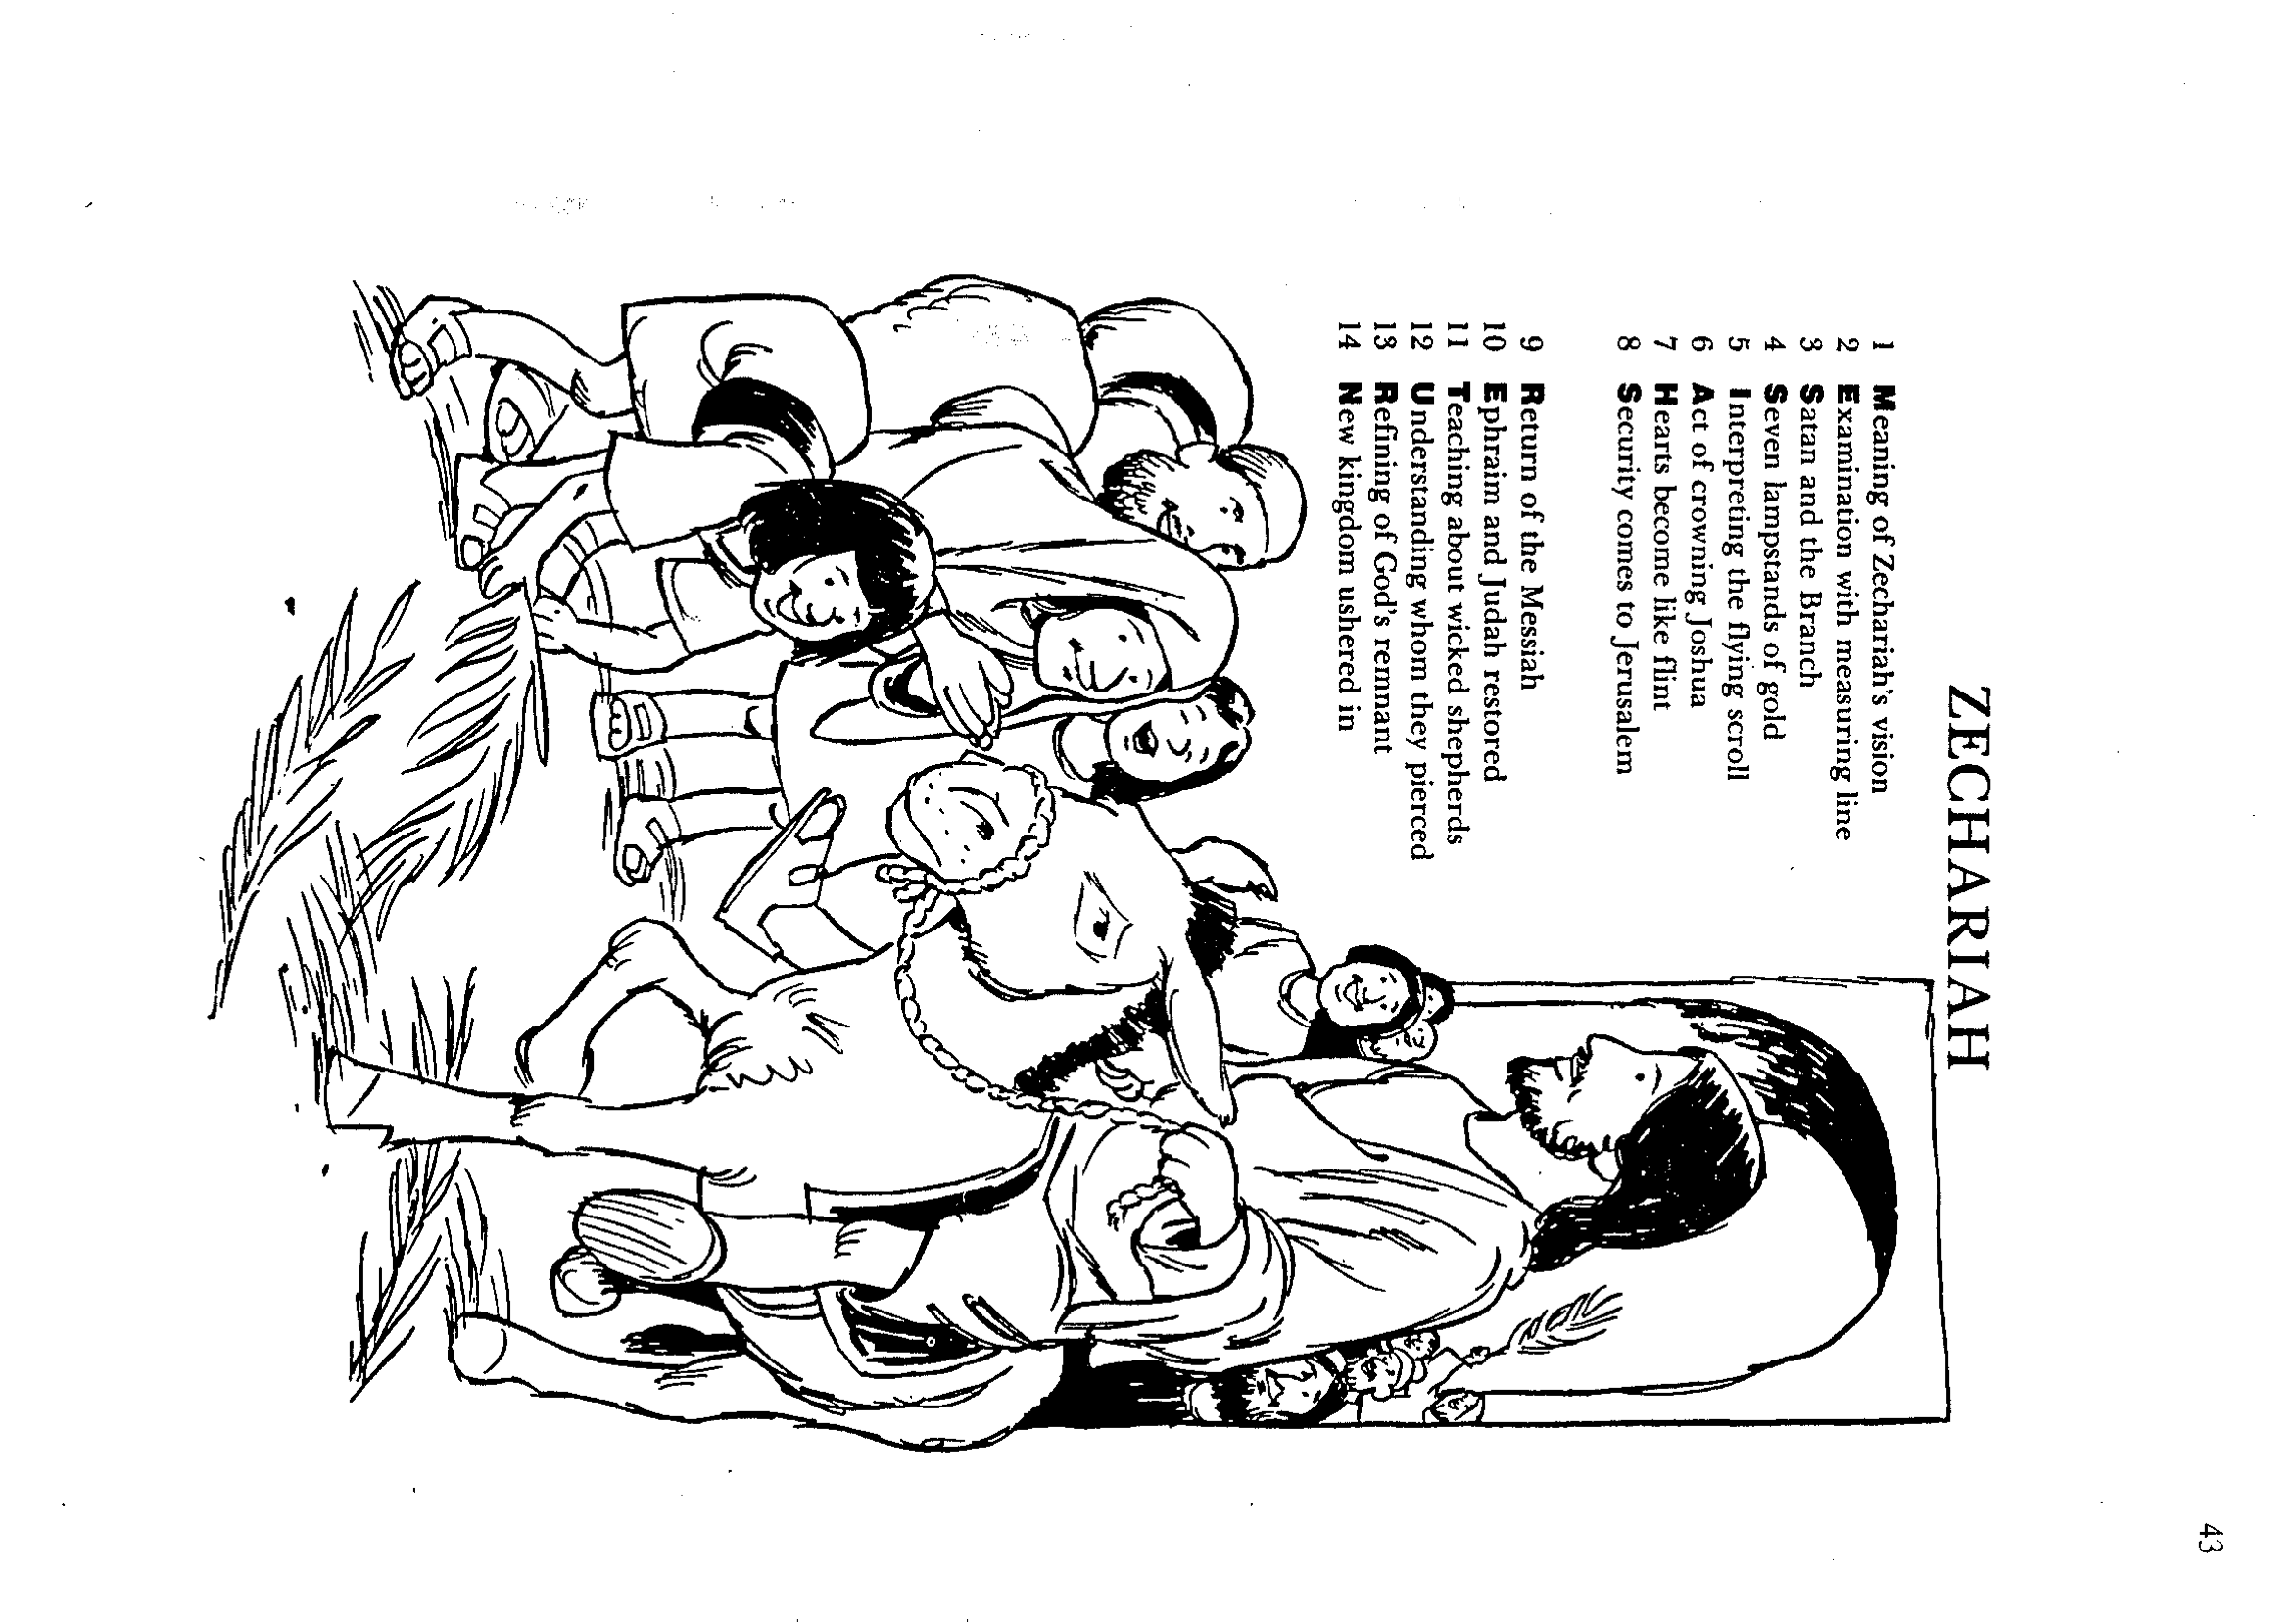 43
ZECHARIAH
1 Meaning of Zechariah's vision
2 Examination with measuring line
3 Satan and the Branch
4 Seven lampstands of gold
5 Interpreting the flying scroll
6 Act of crowning Joshua
7 Hearts become like flint
8 Security comes to Jerusalem
9 Return of the Messiah
10 Ephraim and Judah restored
11 Teaching about wicked shepherds
12 Understanding whom they pierced
13 Refining of God's remnant
14 New kingdom ushered in